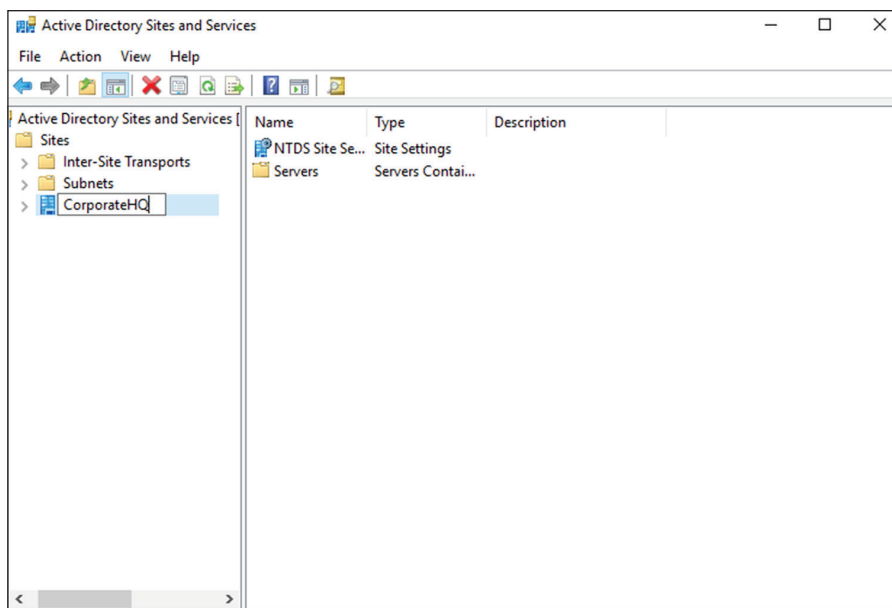 Active Directory Sites and Services
File Action View Help
Active Directory Sites and Services [
Sites
Inter-Site Transports
Subnets
CorporateHQ
Name Type Description
NTDS Site Se... Site Settings
Servers Servers Contai...